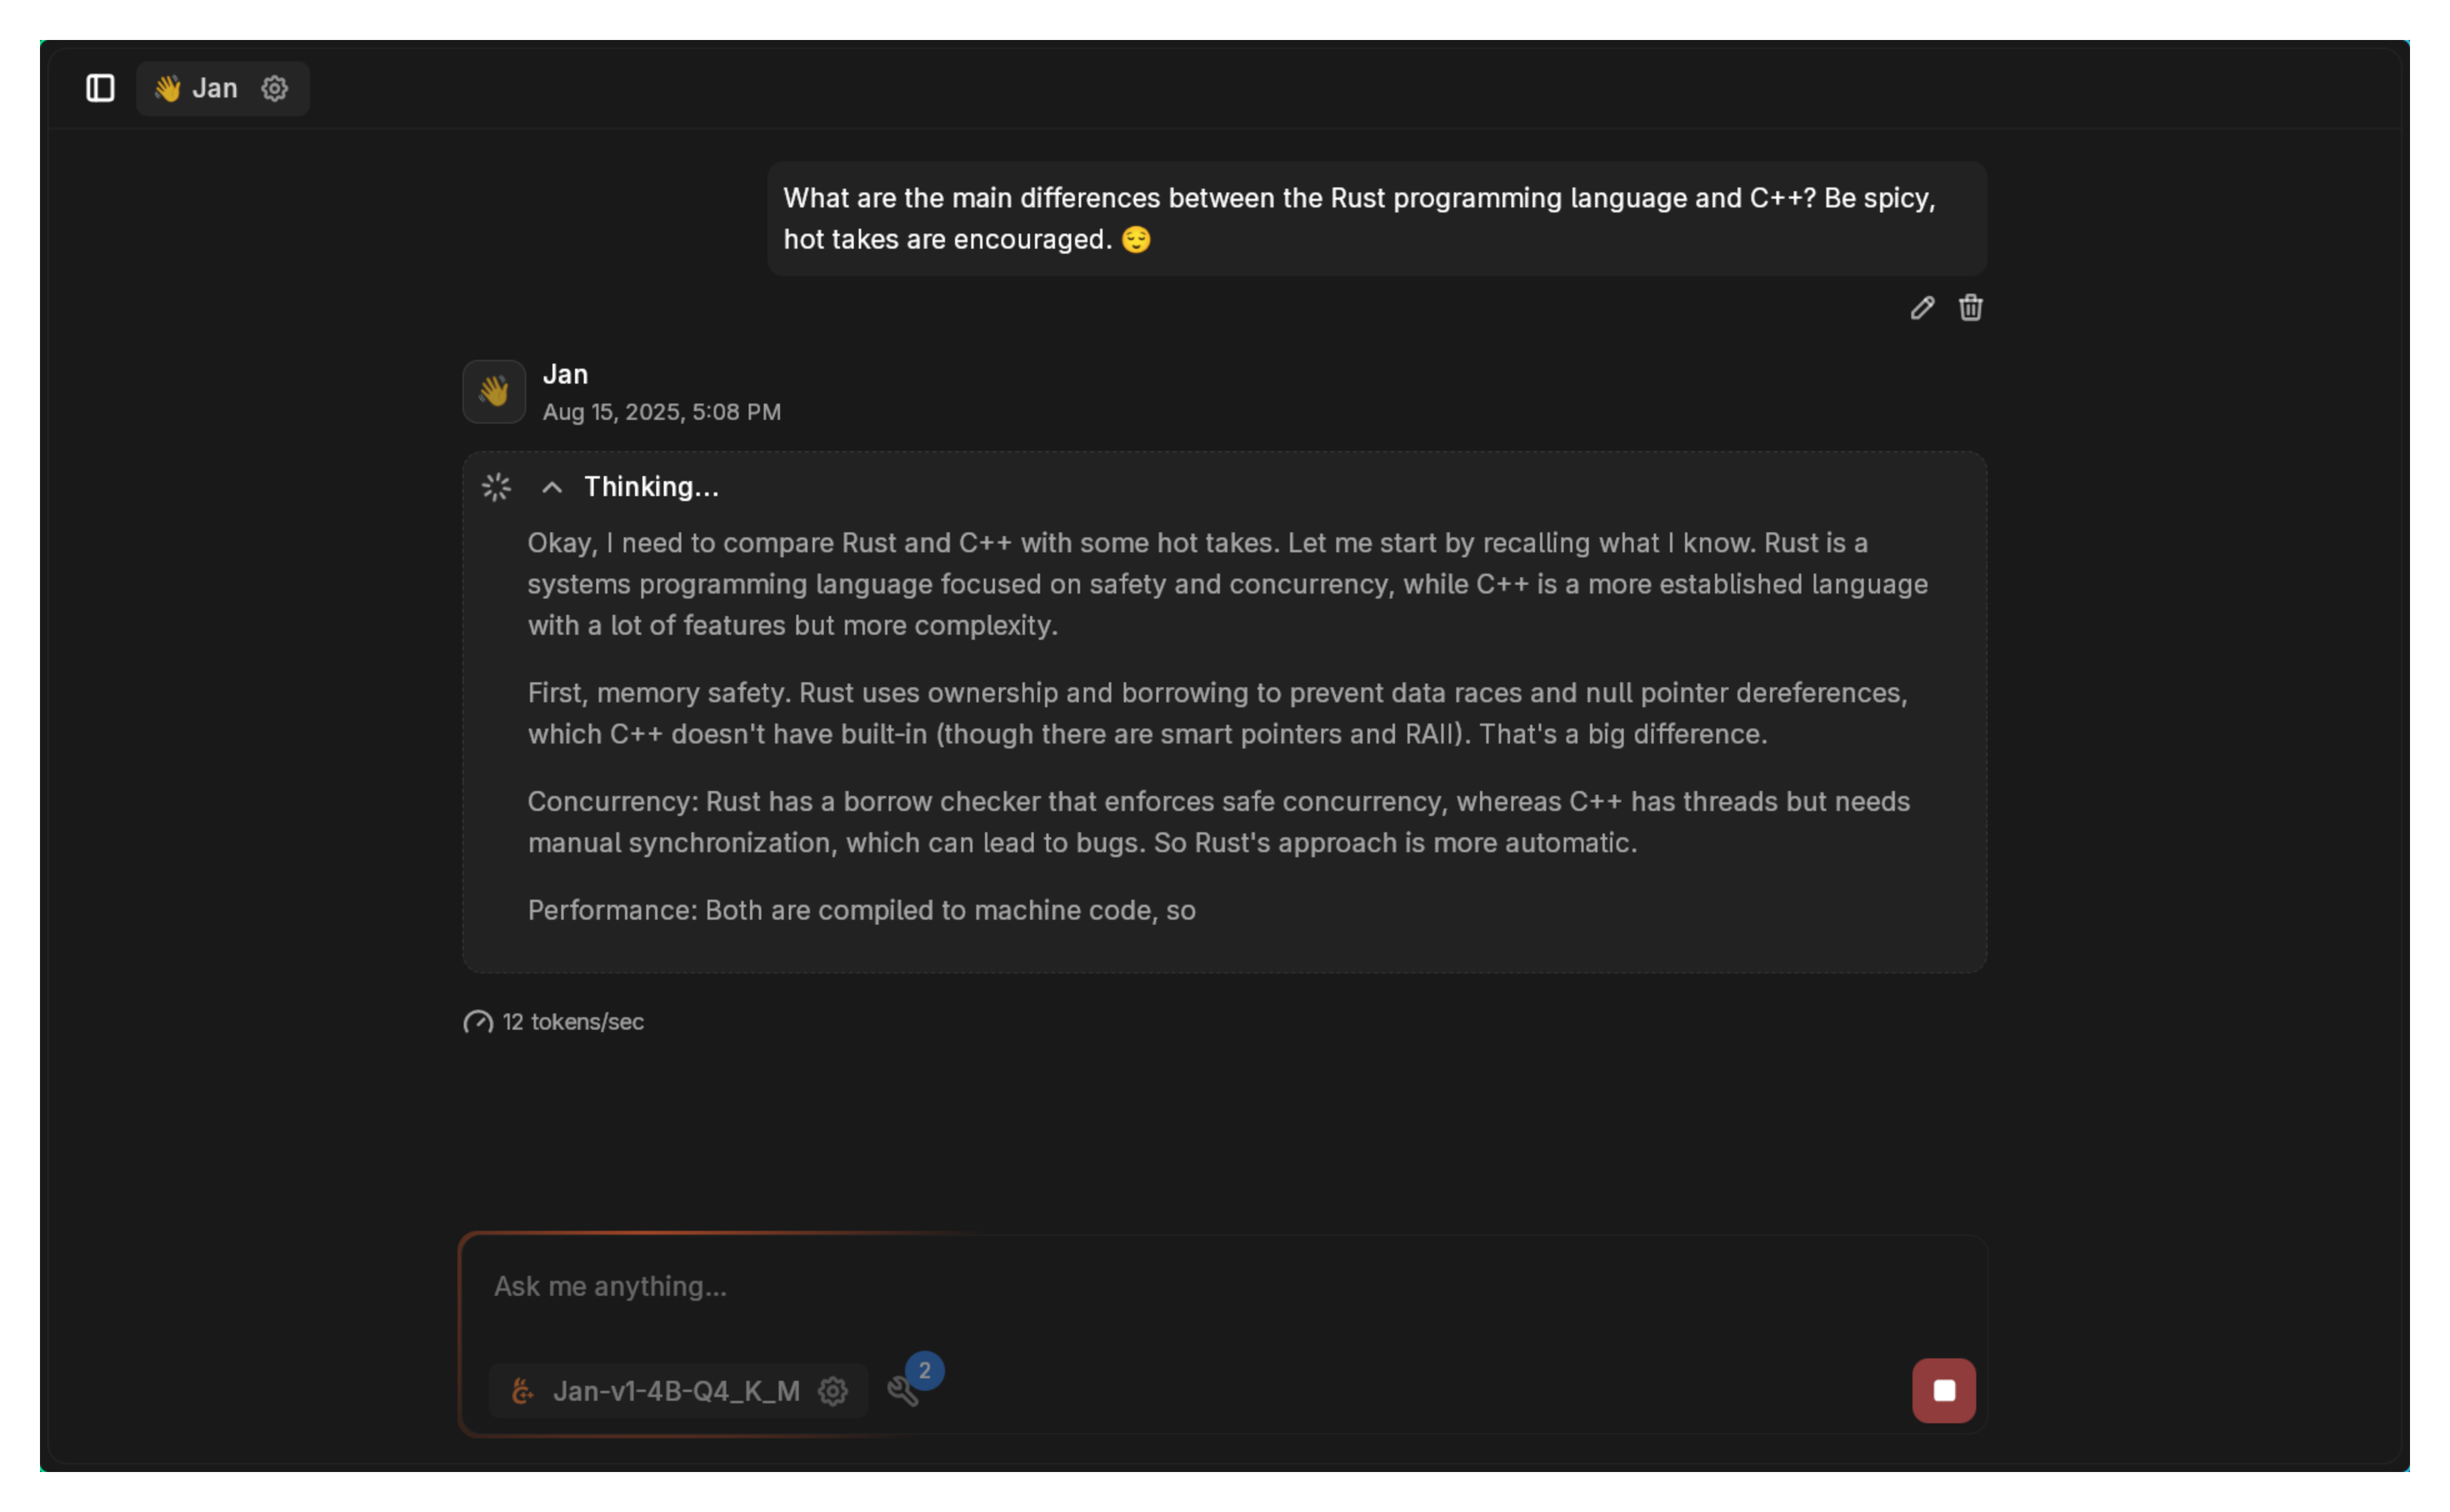 👋 Jan
What are the main differences between the Rust programming language and C++? Be spicy,
hot takes are encouraged. 😌
Jan
Aug 15, 2025, 5:08 PM
Thinking...
Okay, I need to compare Rust and C++ with some hot takes. Let me start by recalling what I know. Rust is a
systems programming language focused on safety and concurrency, while C++ is a more established language
with a lot of features but more complexity.
First, memory safety. Rust uses ownership and borrowing to prevent data races and null pointer dereferences,
which C++ doesn't have built-in (though there are smart pointers and RAII). That's a big difference.
Concurrency: Rust has a borrow checker that enforces safe concurrency, whereas C++ has threads but needs
manual synchronization, which can lead to bugs. So Rust's approach is more automatic.
Performance: Both are compiled to machine code, so
12 tokens/sec
Ask me anything...
Jan-v1-4B-Q4_K_M
2